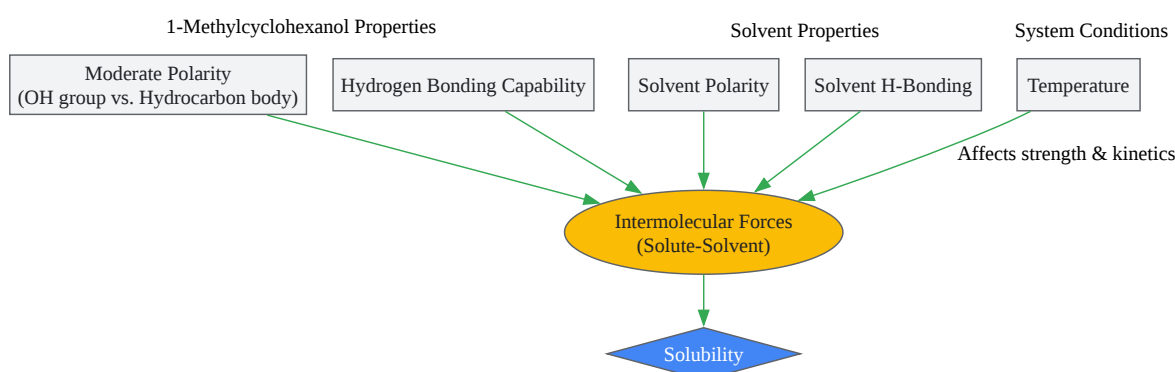 1-Methylcyclohexanol Properties
Solvent Properties
System Conditions
Moderate Polarity
(OH group vs. Hydrocarbon body)
Hydrogen Bonding Capability
Solvent Polarity
Solvent H-Bonding
Temperature
Affects strength & kinetics
Intermolecular Forces
(Solute-Solvent)
Solubility